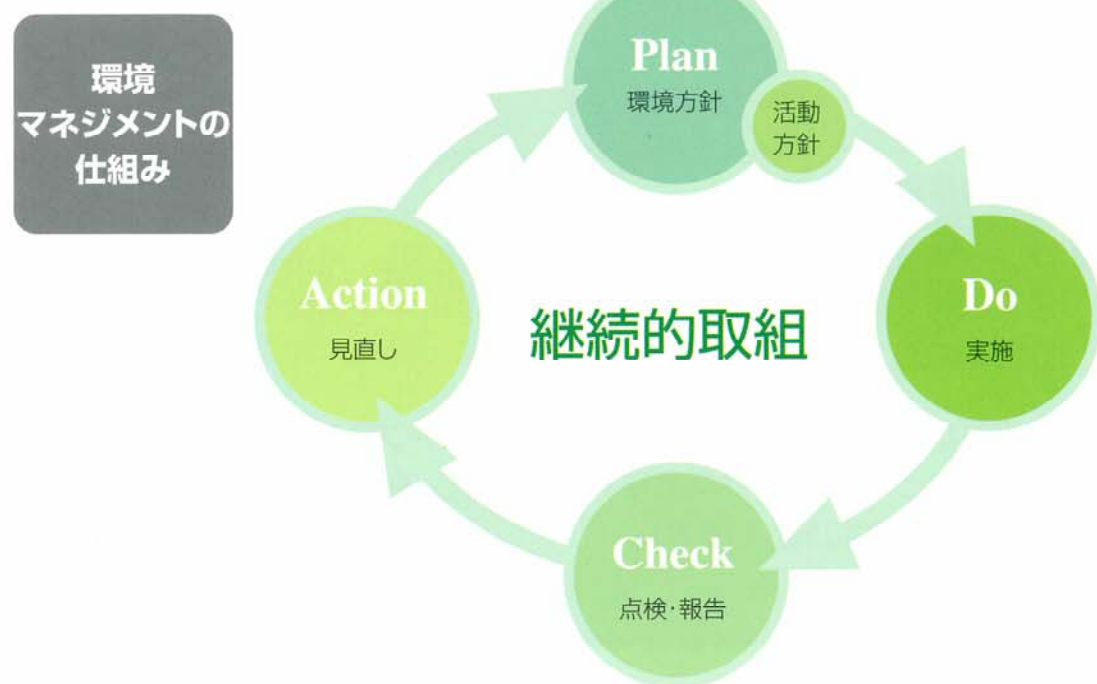 環境
マネジメントの
仕組み
Plan
環境方針
活動
方針
Do
実施
Check
点検・報告
Action
見直し
継続的取組